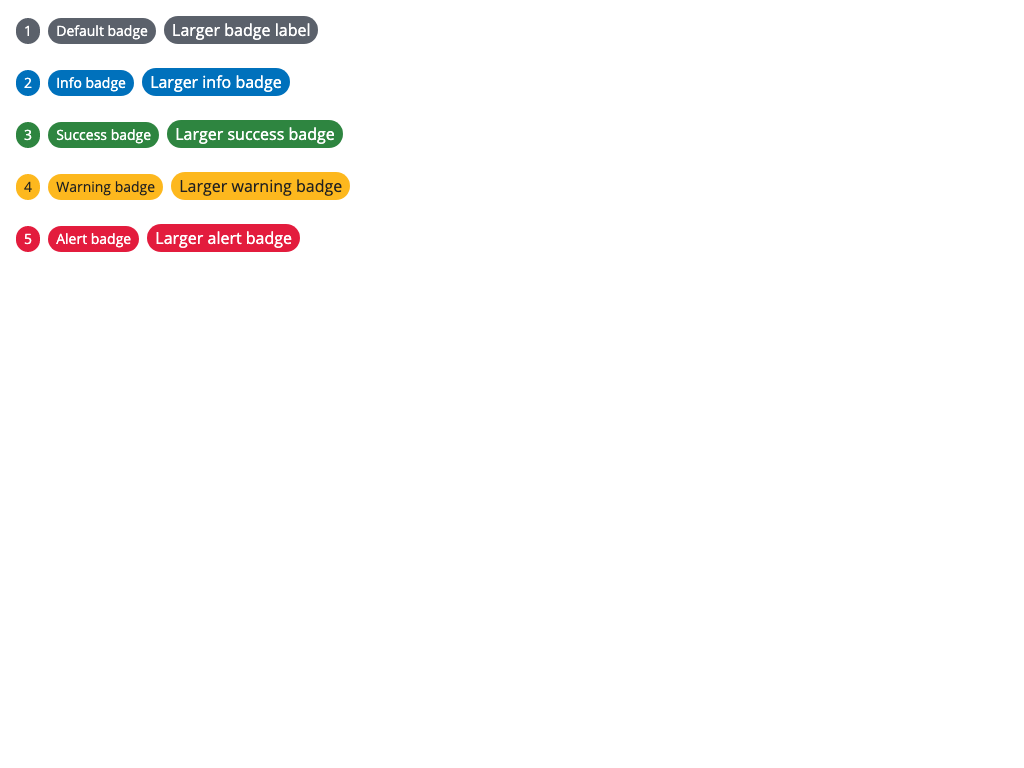 1 Default badge Larger badge label
2 Info badge Larger info badge
3 Success badge Larger success badge
4 Warning badge Larger warning badge
5 Alert badge Larger alert badge